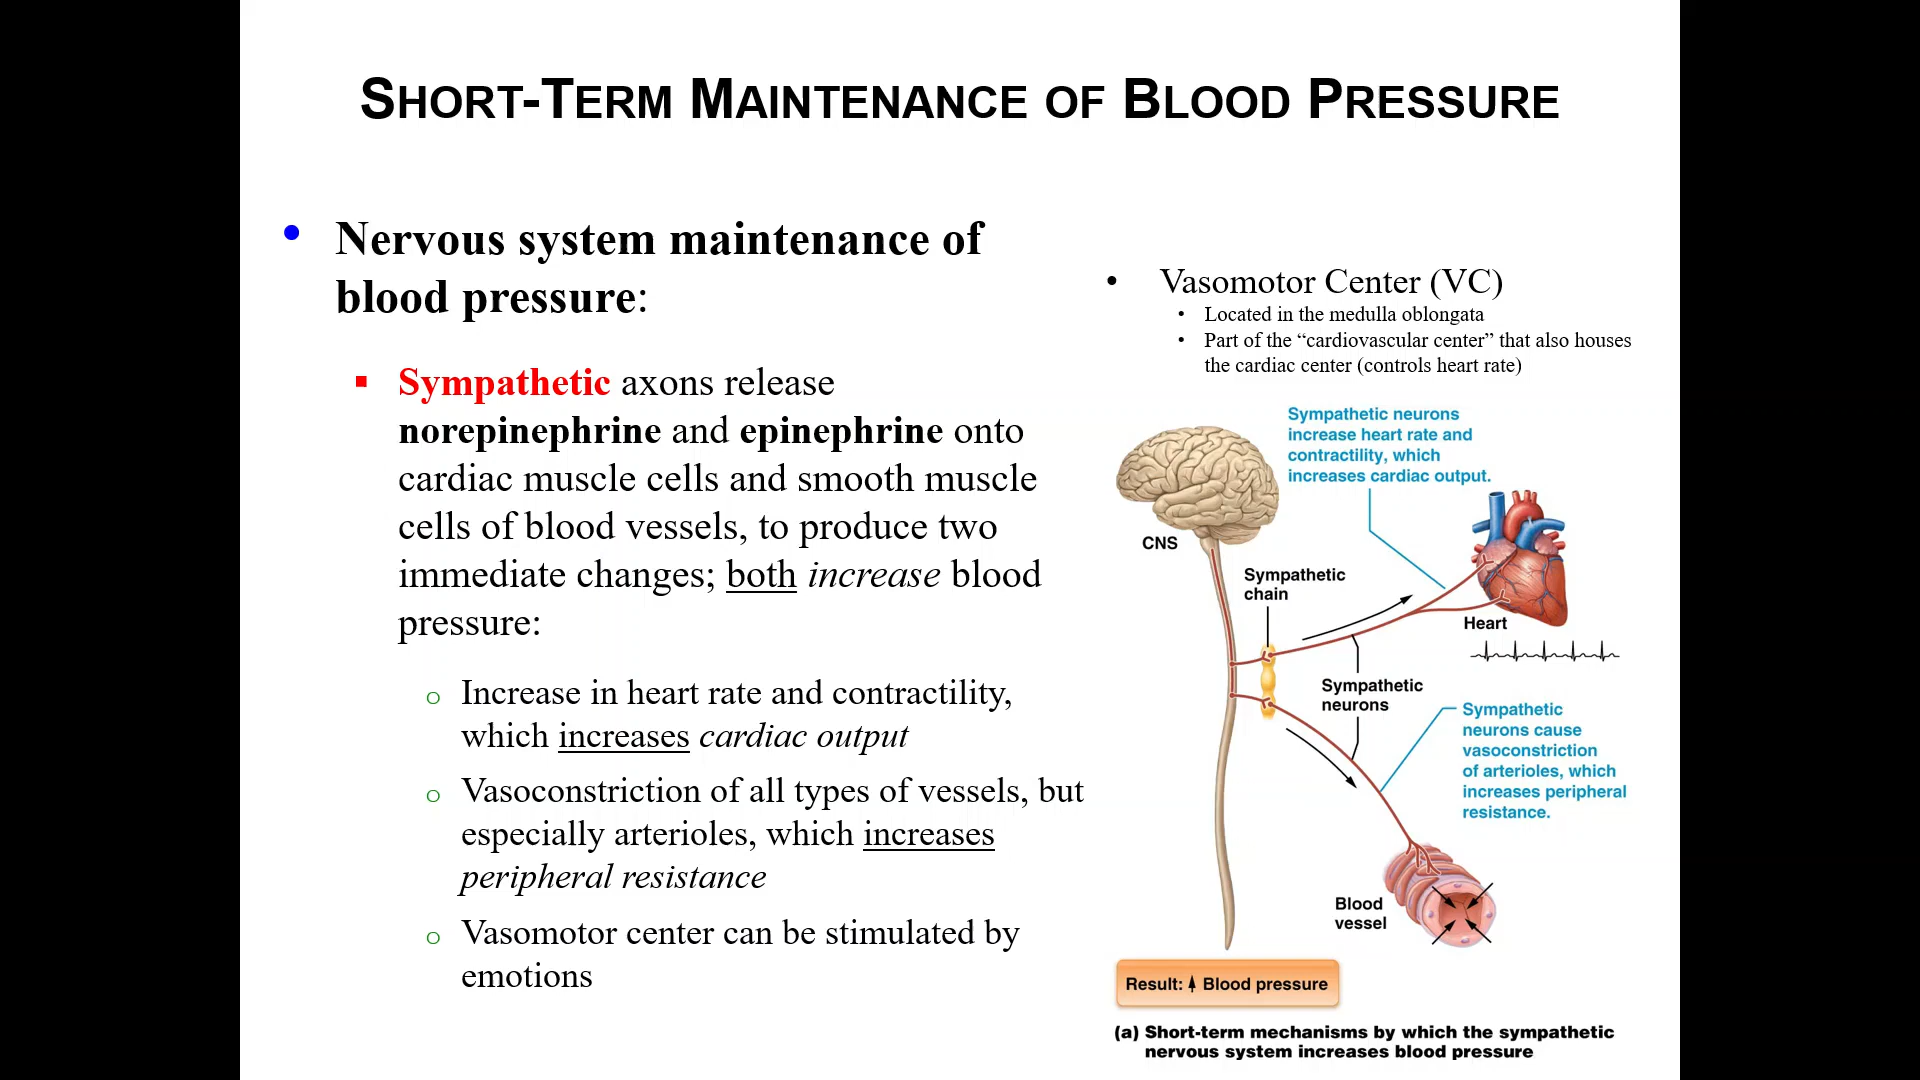 SHORT-TERM MAINTENANCE OF BLOOD PRESSURE
• Nervous system maintenance of
blood pressure:
▪ Sympathetic axons release
norepinephrine and epinephrine onto
cardiac muscle cells and smooth muscle
cells of blood vessels, to produce two
immediate changes; both increase blood
pressure:
o Increase in heart rate and contractility,
which increases cardiac output
o Vasoconstriction of all types of vessels, but
especially arterioles, which increases
peripheral resistance
o Vasomotor center can be stimulated by
emotions
• Vasomotor Center (VC)
• Located in the medulla oblongata
• Part of the “cardiovascular center” that also houses
the cardiac center (controls heart rate)
Sympathetic neurons
increase heart rate and
contractility, which
increases cardiac output.
CNS
Sympathetic
chain
Heart
Sympathetic
neurons
Sympathetic
neurons cause
vasoconstriction
of arterioles, which
increases peripheral
resistance.
Blood
vessel
Result: ↑ Blood pressure
(a) Short-term mechanisms by which the sympathetic
nervous system increases blood pressure